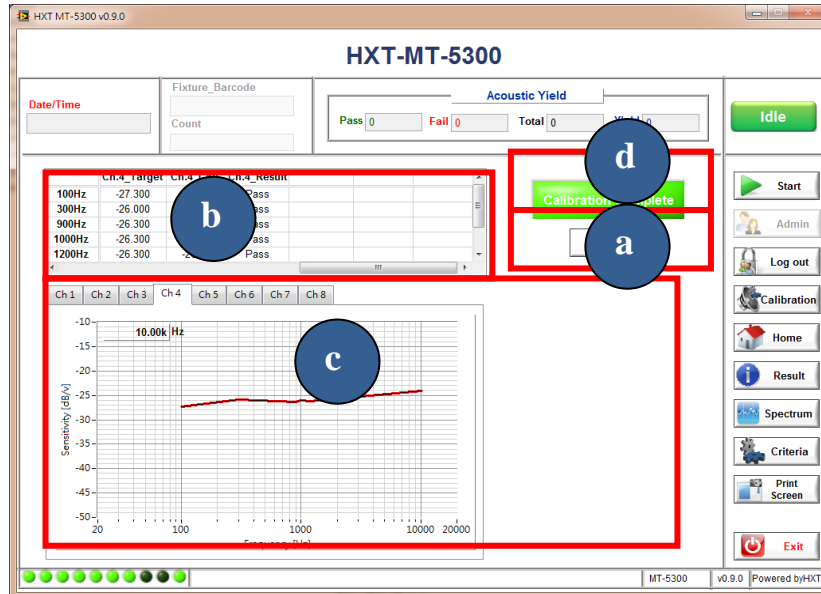 HXT MT-5300 v0.9.0
HXT-MT-5300
Date/Time
Fixture_Barcode
Count
Acoustic Yield
Pass 0 Fail 0 Total 0
Idle
Ch.4_Target Ch.4_Result
100Hz -27.300 Pass
300Hz -26.000 Pass
900Hz -26.300 Pass
1000Hz -26.300 Pass
1200Hz -26.300 Pass
b
d
a
c
Start
Admin
Log out
Calibration
Home
Result
Spectrum
Criteria
Print
Screen
Exit
Ch 1 Ch 2 Ch 3 Ch 4 Ch 5 Ch 6 Ch 7 Ch 8
10.00k Hz
Sensitivity [dB/v]
-10
-15
-20
-25
-30
-35
-40
-45
-50
20 100 1000 10000 20000
Frequency [Hz]
MT-5300 v0.9.0 Powered byHXT